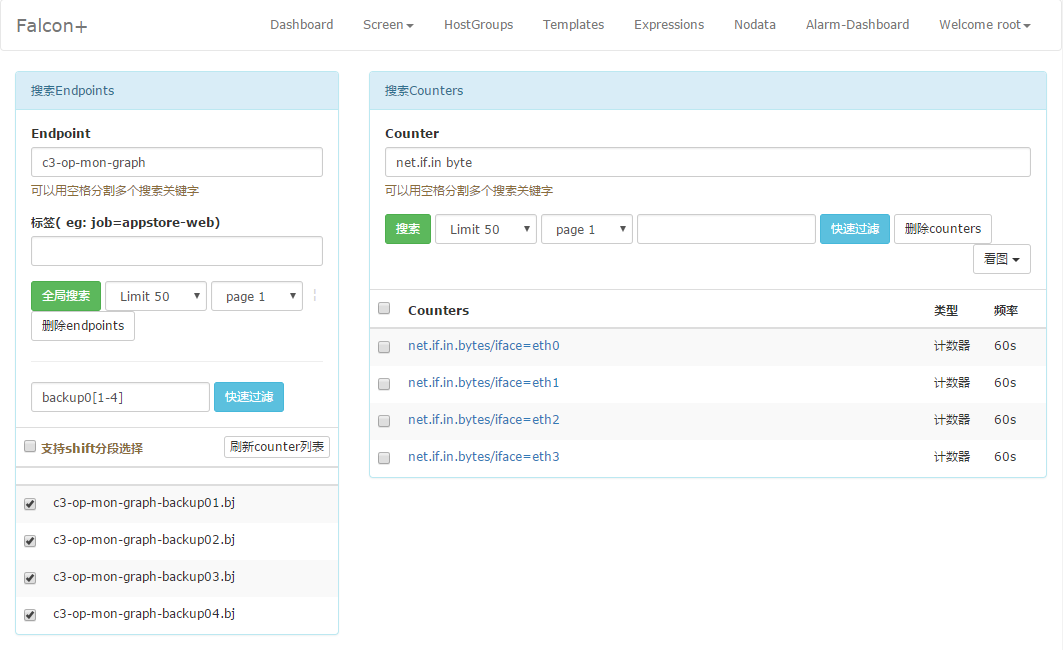 Falcon+ Dashboard Screen HostGroups Templates Expressions Nodata Alarm-Dashboard Welcome root
搜索Endpoints
Endpoint
c3-op-mon-graph
可以用空格分割多个搜索关键字
标签( eg: job=appstore-web)
全局搜索 Limit 50 page 1
删除endpoints
backup0[1-4] 快速过滤
支持shift分段选择 刷新counter列表
c3-op-mon-graph-backup01.bj
c3-op-mon-graph-backup02.bj
c3-op-mon-graph-backup03.bj
c3-op-mon-graph-backup04.bj
搜索Counters
Counter
net.if.in byte
可以用空格分割多个搜索关键字
搜索 Limit 50 page 1 快速过滤 删除counters
看图
Counters 类型 频率
net.if.in.bytes/iface=eth0 计数器 60s
net.if.in.bytes/iface=eth1 计数器 60s
net.if.in.bytes/iface=eth2 计数器 60s
net.if.in.bytes/iface=eth3 计数器 60s